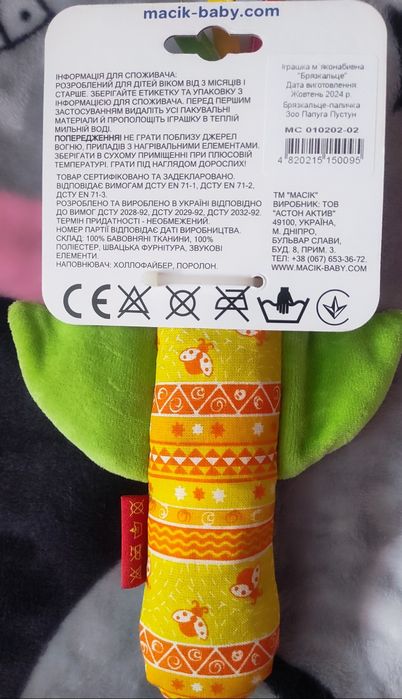 macik-baby.com
ІНФОРМАЦІЯ ДЛЯ СПОЖИВАЧА:
РОЗРОБЛЕНИЙ ДЛЯ ДІТЕЙ ВІКОМ ВІД 3 МІСЯЦІВ І
СТАРШЕ. ЗБЕРІГАЙТЕ ЕТИКЕТКУ ТА УПАКОВКУ З
ІНФОРМАЦІЄЮ ДЛЯ СПОЖИВАЧА. ПЕРЕД ПЕРШИМ
ЗАСТОСУВАННЯМ ВИДАЛІТЬ УСІ ПАКУВАЛЬНІ
МАТЕРІАЛИ Й ПРОПОЛОЩІТЬ ІГРАШКУ В ТЕПЛІЙ
МИЛЬНІЙ ВОДІ.
ПОПЕРЕДЖЕННЯ! НЕ ГРАТИ ПОБЛИЗУ ДЖЕРЕЛ
ВОГНЮ, ПРИЛАДІВ З НАГРІВАЛЬНИМИ ЕЛЕМЕНТАМИ.
ЗБЕРІГАТИ В СУХОМУ ПРИМІЩЕННІ ПРИ ПЛЮСОВІЙ
ТЕМПЕРАТУРІ. ГРАТИ ПІД НАГЛЯДОМ ДОРОСЛИХ!
ТОВАР СЕРТИФІКОВАНО ТА ЗАДЕКЛАРОВАНО.
ВІДПОВІДАЄ ВИМОГАМ ДСТУ EN 71-1, ДСТУ EN 71-2,
ДСТУ EN 71-3.
РОЗРОБЛЕНО ТА ВИРОБЛЕНО В УКРАЇНІ ВІДПОВІДНО
ДО ВИМОГ ДСТУ 2028-92, ДСТУ 2029-92, ДСТУ 2032-92.
ТЕРМІН ПРИДАТНОСТІ - НЕОБМЕЖЕНИЙ.
НОМЕР ПАРТІЇ ВІДПОВІДАЄ ДАТІ ВИРОБНИЦТВА.
СКЛАД: 100% БАВОВНЯНІ ТКАНИНИ, 100%
ПОЛІЕСТЕР, ШВАЦЬКА ФУРНІТУРА, ЗВУКОВІ
ЕЛЕМЕНТИ.
НАПОВНЮВАЧ: ХОЛЛОФАЙБЕР, ПОРОЛОН.
Іграшка м`яконабивна
"Брязкальце"
Дата виготовлення
Жовтень 2024 р.
Брязкальце-паличка
Зоо Папуга Пустун
МС 010202-02
4 820215 150095
ТМ "МАСІК"
ВИРОБНИК: ТОВ
"АСТОН АКТИВ"
49100, УКРАЇНА,
М. ДНІПРО,
БУЛЬВАР СЛАВИ,
БУД. 8, ПРИМ. 3.
ТЕЛ: +38 (067) 653-36-72.
WWW.MACIK-BABY.COM
CE